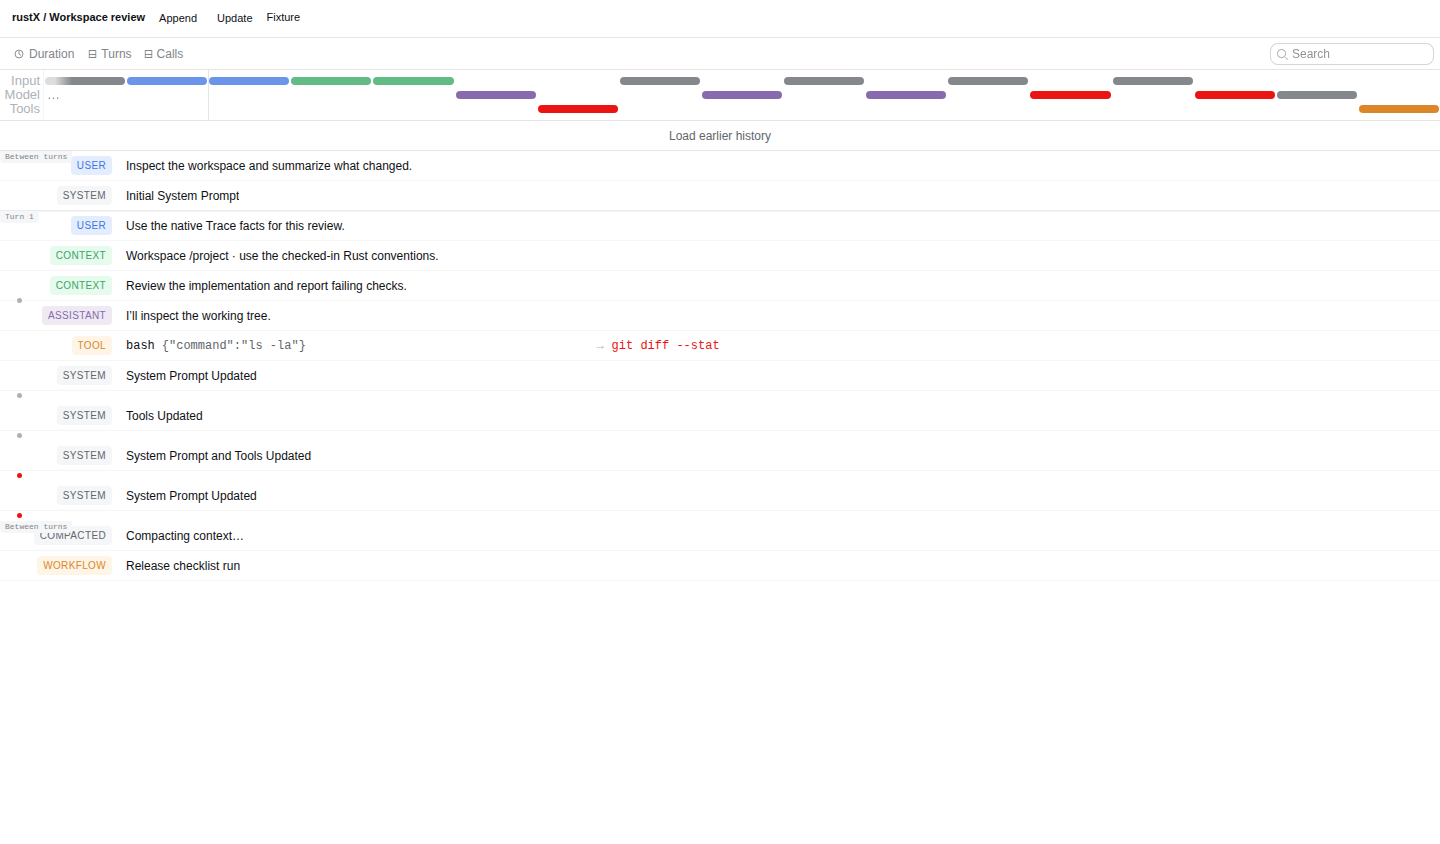 rustX / Workspace review Append Update Fixture
Duration Turns Calls Search
Input
Model ...
Tools
Load earlier history
Between turns
USER Inspect the workspace and summarize what changed.
SYSTEM Initial System Prompt
Turn 1
USER Use the native Trace facts for this review.
CONTEXT Workspace /project · use the checked-in Rust conventions.
CONTEXT Review the implementation and report failing checks.
ASSISTANT I’ll inspect the working tree.
TOOL bash {"command":"ls -la"} → git diff --stat
SYSTEM System Prompt Updated
SYSTEM Tools Updated
SYSTEM System Prompt and Tools Updated
SYSTEM System Prompt Updated
Between turns
COMPACTED Compacting context…
WORKFLOW Release checklist run